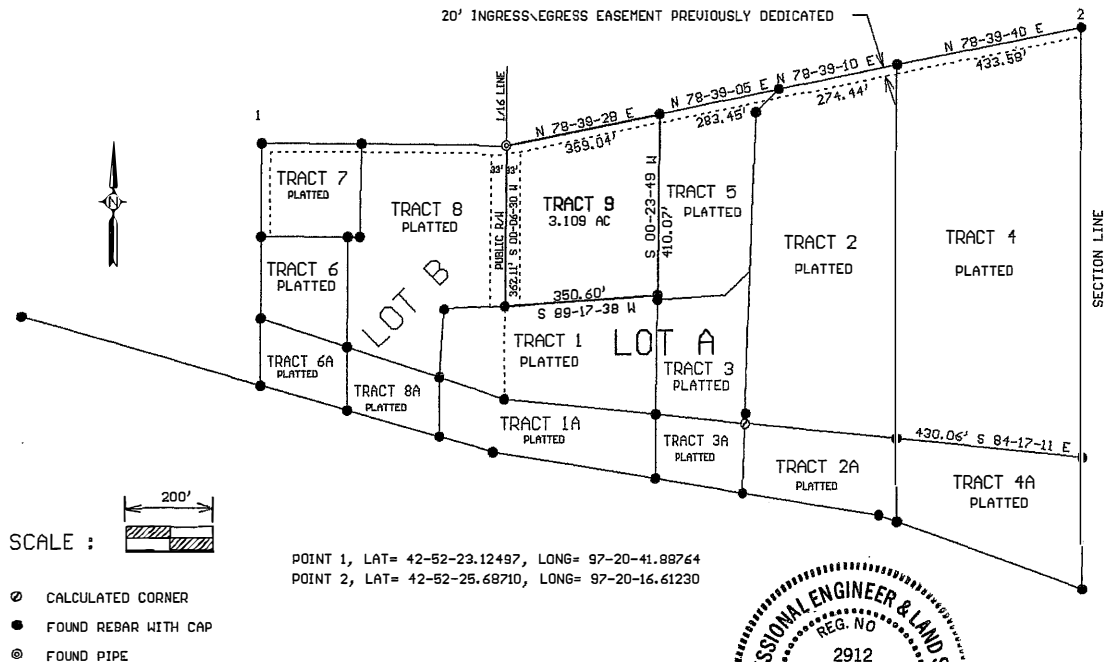 20' INGRESS\EGRESS EASEMENT PREVIOUSLY DEDICATED
2
N 78-39-40 E
433.58'
N 78-39-10 E
274.44'
N 78-39-05 E
283.45'
1/16 LINE
N 78-39-28 E
359.04'
1
N
TRACT 7
PLATTED
TRACT 8
PLATTED
33' 33'
PUBLIC R/W
362.11' S 00-06-30 W
TRACT 9
3.109 AC
S 00-23-49 W
410.07'
TRACT 5
PLATTED
TRACT 2
PLATTED
TRACT 4
PLATTED
SECTION LINE
TRACT 6
PLATTED
LOT B
350.60'
S 89-17-38 W
TRACT 1
PLATTED
LOT A
TRACT 3
PLATTED
TRACT 6A
PLATTED
TRACT 8A
PLATTED
TRACT 1A
PLATTED
TRACT 3A
PLATTED
TRACT 2A
PLATTED
430.06' S 84-17-11 E
TRACT 4A
PLATTED
200'
SCALE :
POINT 1, LAT= 42-52-23.12497, LONG= 97-20-41.88764
POINT 2, LAT= 42-52-25.68710, LONG= 97-20-16.61230
CALCULATED CORNER
FOUND REBAR WITH CAP
FOUND PIPE
ENGINEER & LAND
REG. NO
2912